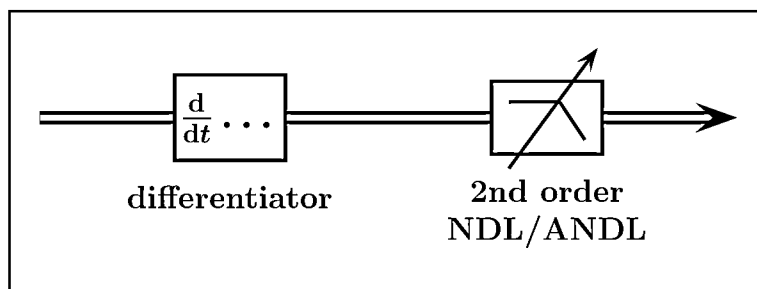 d
dt ...
differentiator
2nd order
NDL/ANDL